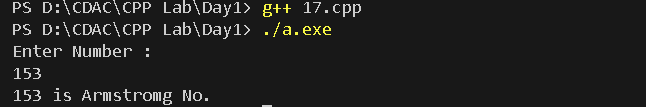 PS D:\CDAC\CPP Lab\Day1> g++ 17.cpp
PS D:\CDAC\CPP Lab\Day1> ./a.exe
Enter Number :
153
153 is Armstromg No.